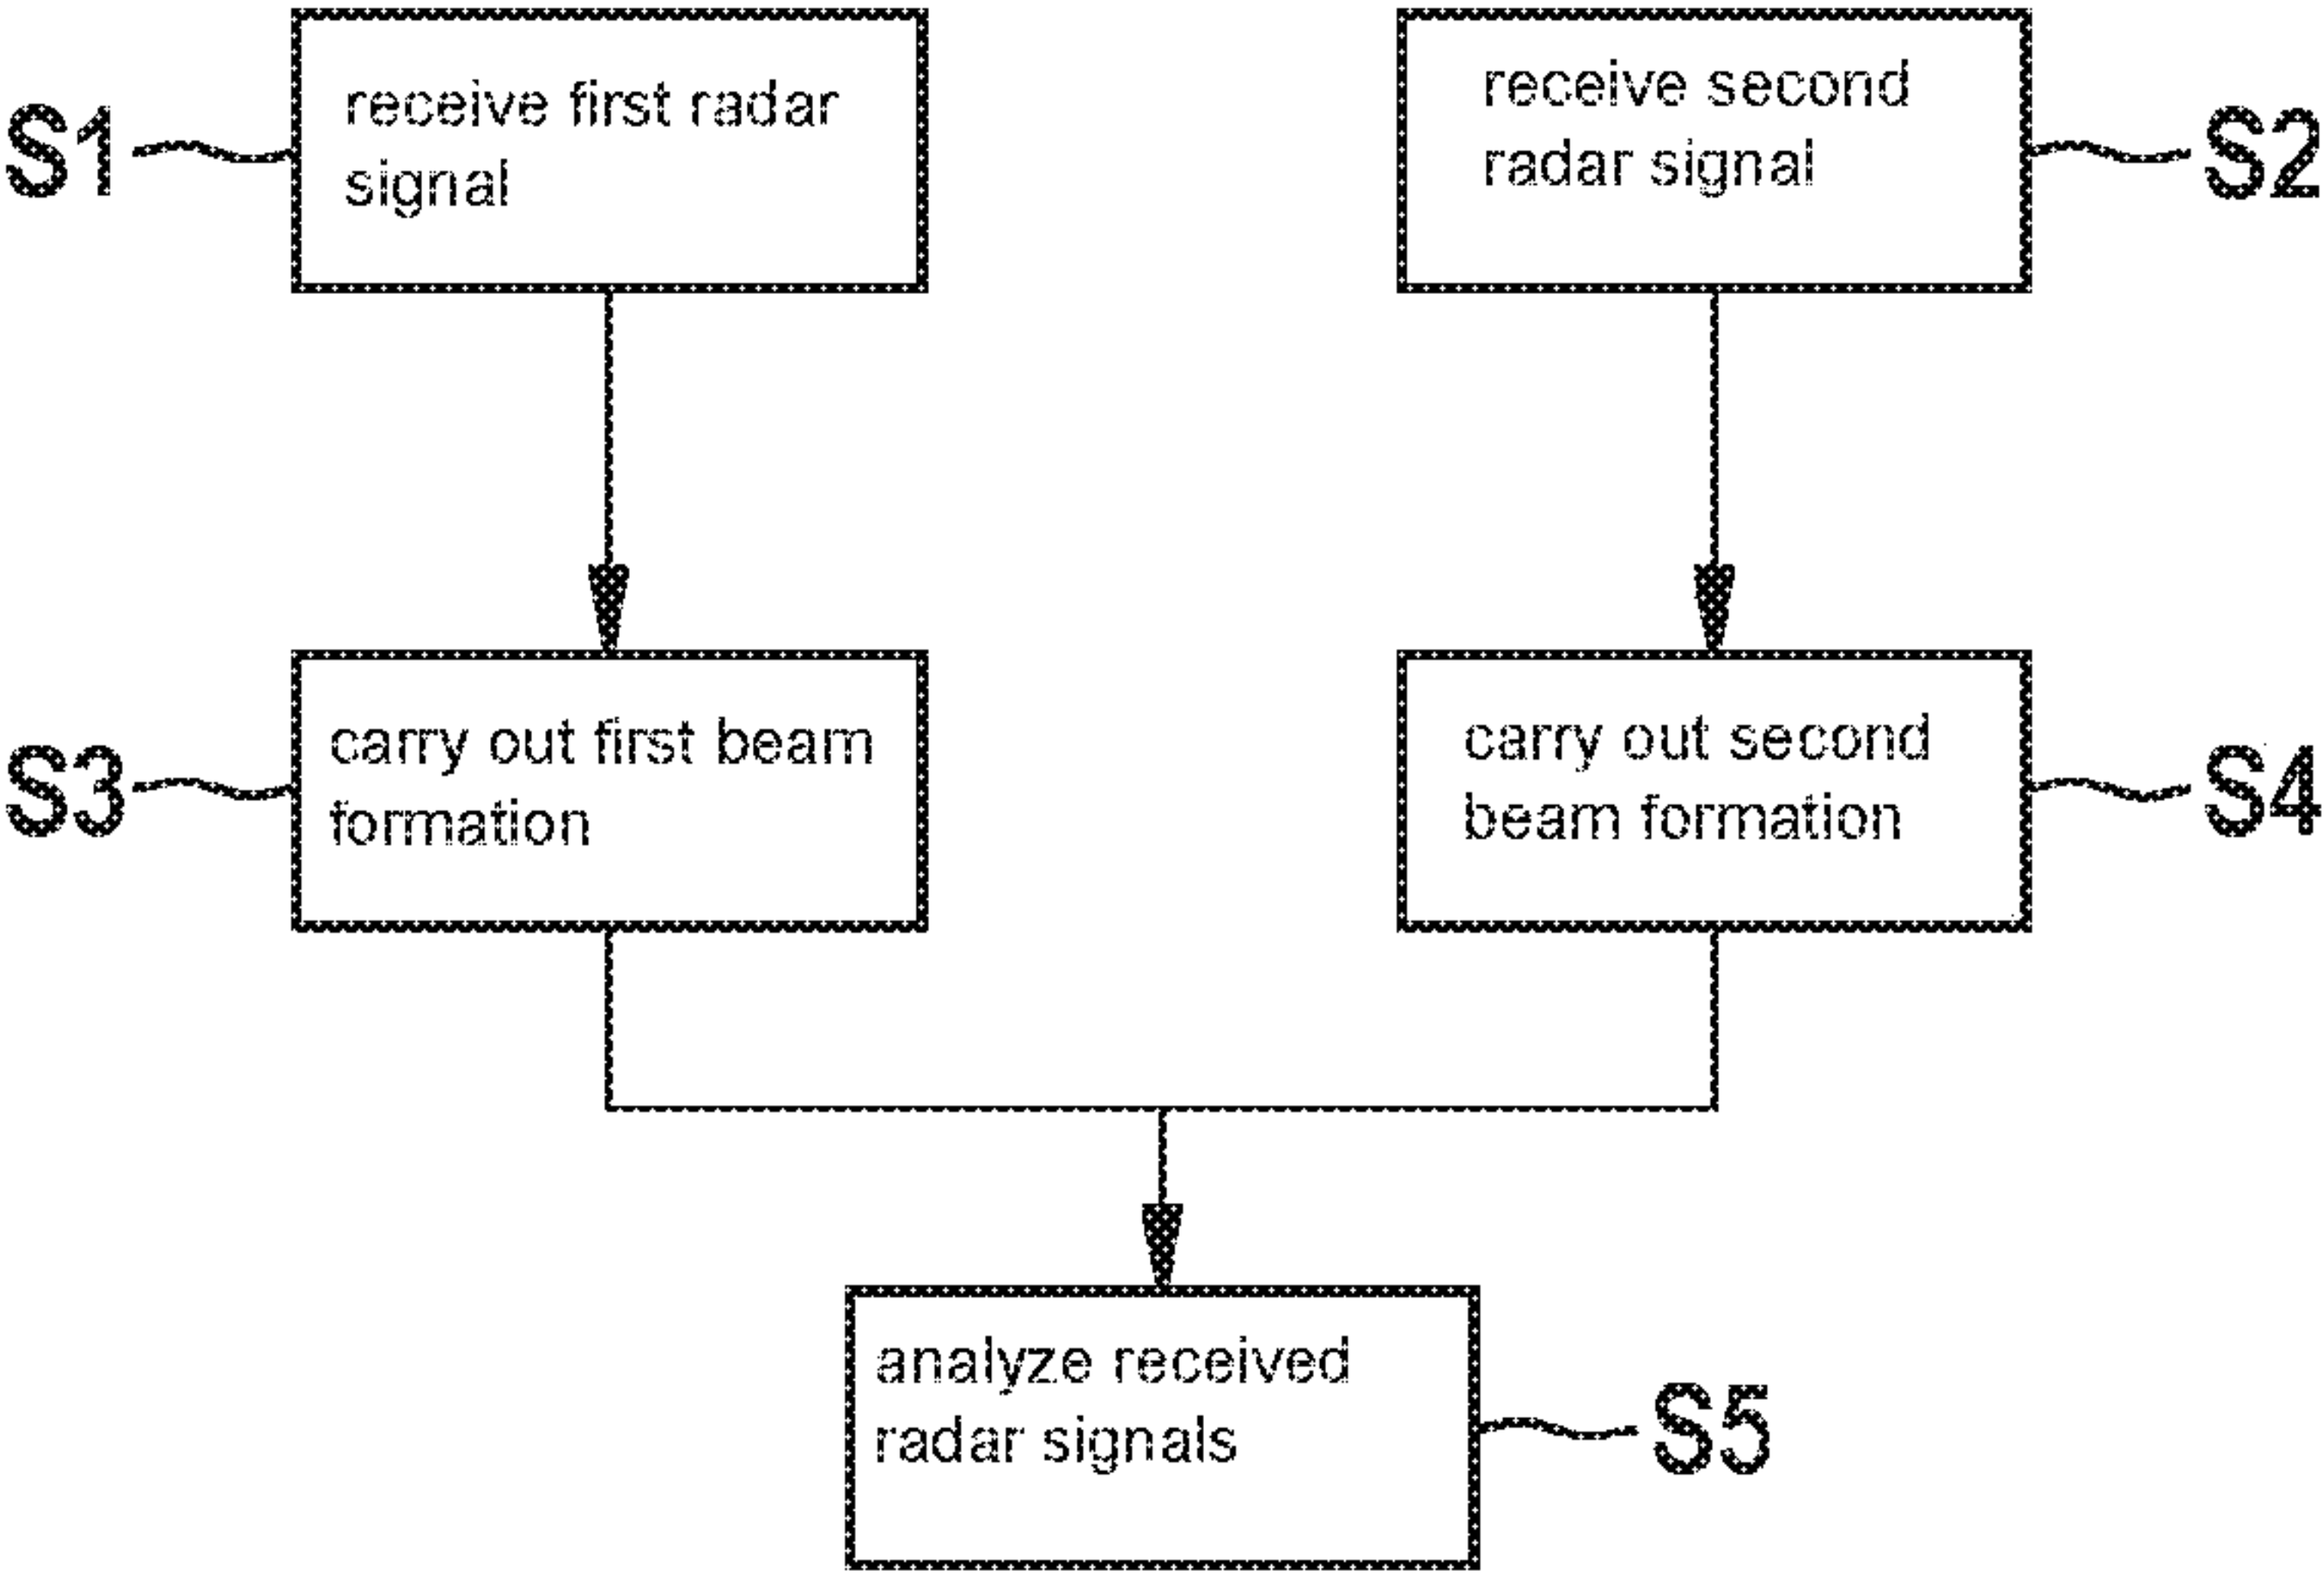 S1
receive first radar
signal
receive second
radar signal
S2
S3
carry out first beam
formation
carry out second
beam formation
S4
analyze received
radar signals
S5